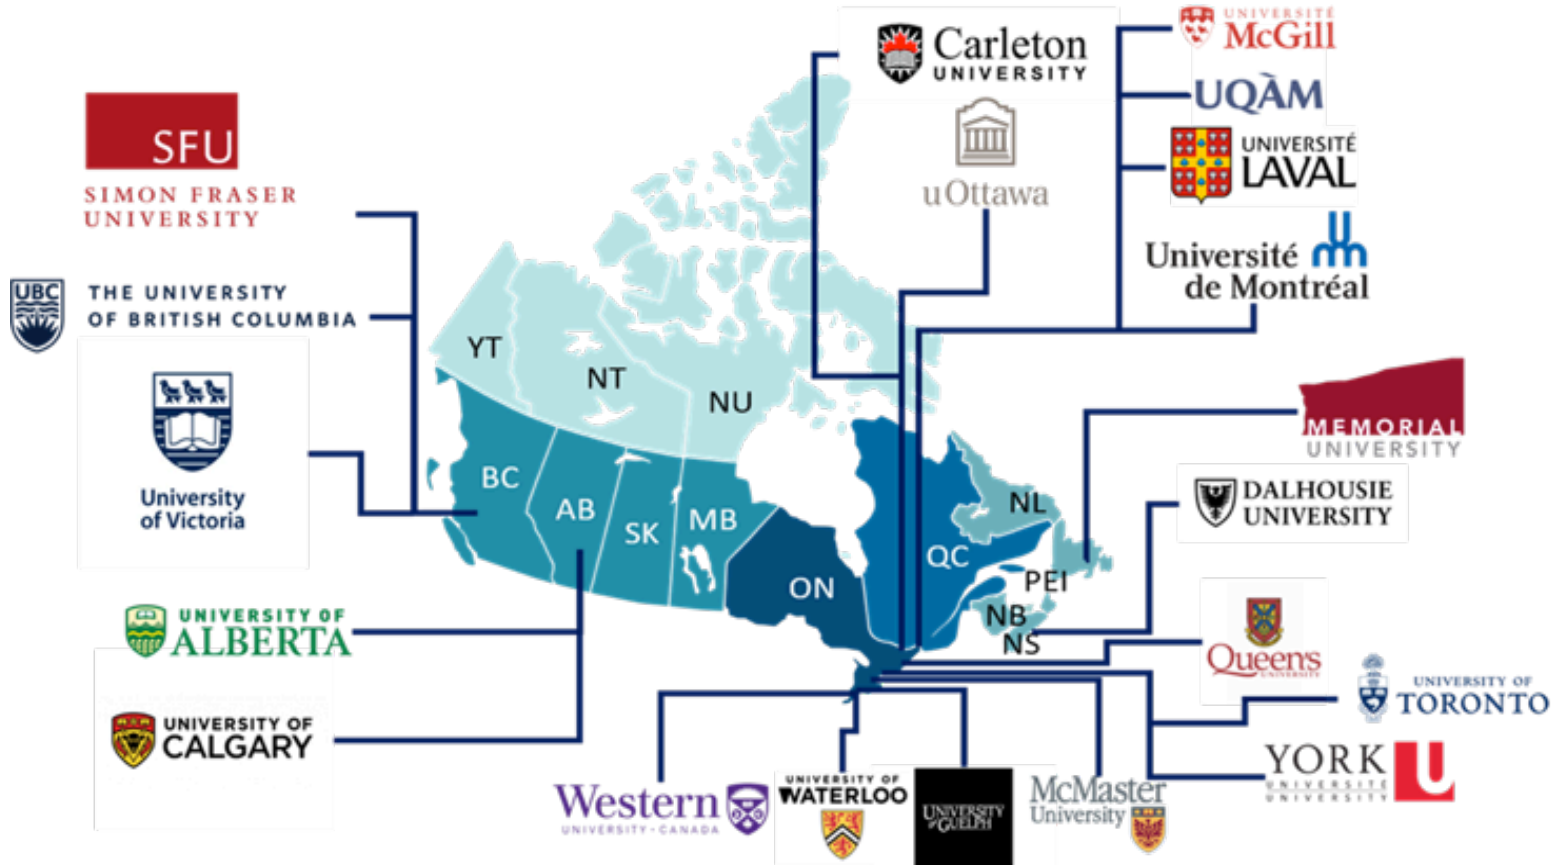 SFU
SIMON FRASER
UNIVERSITY
UBC
THE UNIVERSITY
OF BRITISH COLUMBIA
University
of Victoria
UNIVERSITY OF
ALBERTA
UNIVERSITY OF
CALGARY
Carleton
UNIVERSITY
uOttawa
UNIVERSITÉ
McGill
UQÀM
UNIVERSITÉ
LAVAL
Université
de Montréal
MEMORIAL
UNIVERSITY
DALHOUSIE
UNIVERSITY
Queen's
UNIVERSITY
UNIVERSITY OF
TORONTO
YORK U
UNIVERSITÉ
UNIVERSITY
Western
UNIVERSITY · CANADA
UNIVERSITY OF
WATERLOO
UNIVERSITY
of GUELPH
McMaster
University
YT
NT
NU
BC
AB
SK
MB
ON
QC
NL
PEI
NB
NS